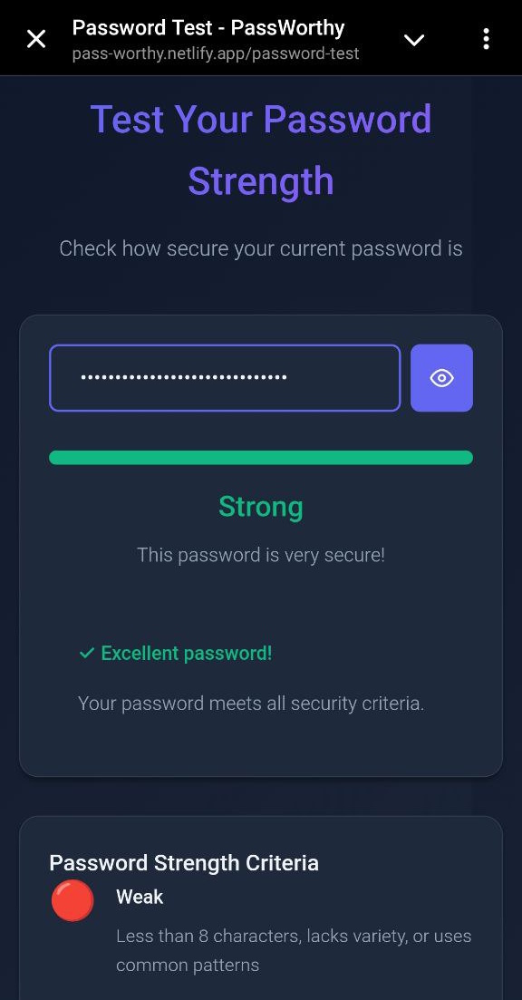 Password Test - PassWorthy
pass-worthy.netlify.app/password-test
Test Your Password
Strength
Check how secure your current password is
••••••••••••••••••••••••••••••
Strong
This password is very secure!
✓ Excellent password!
Your password meets all security criteria.
Password Strength Criteria
Weak
Less than 8 characters, lacks variety, or uses
common patterns